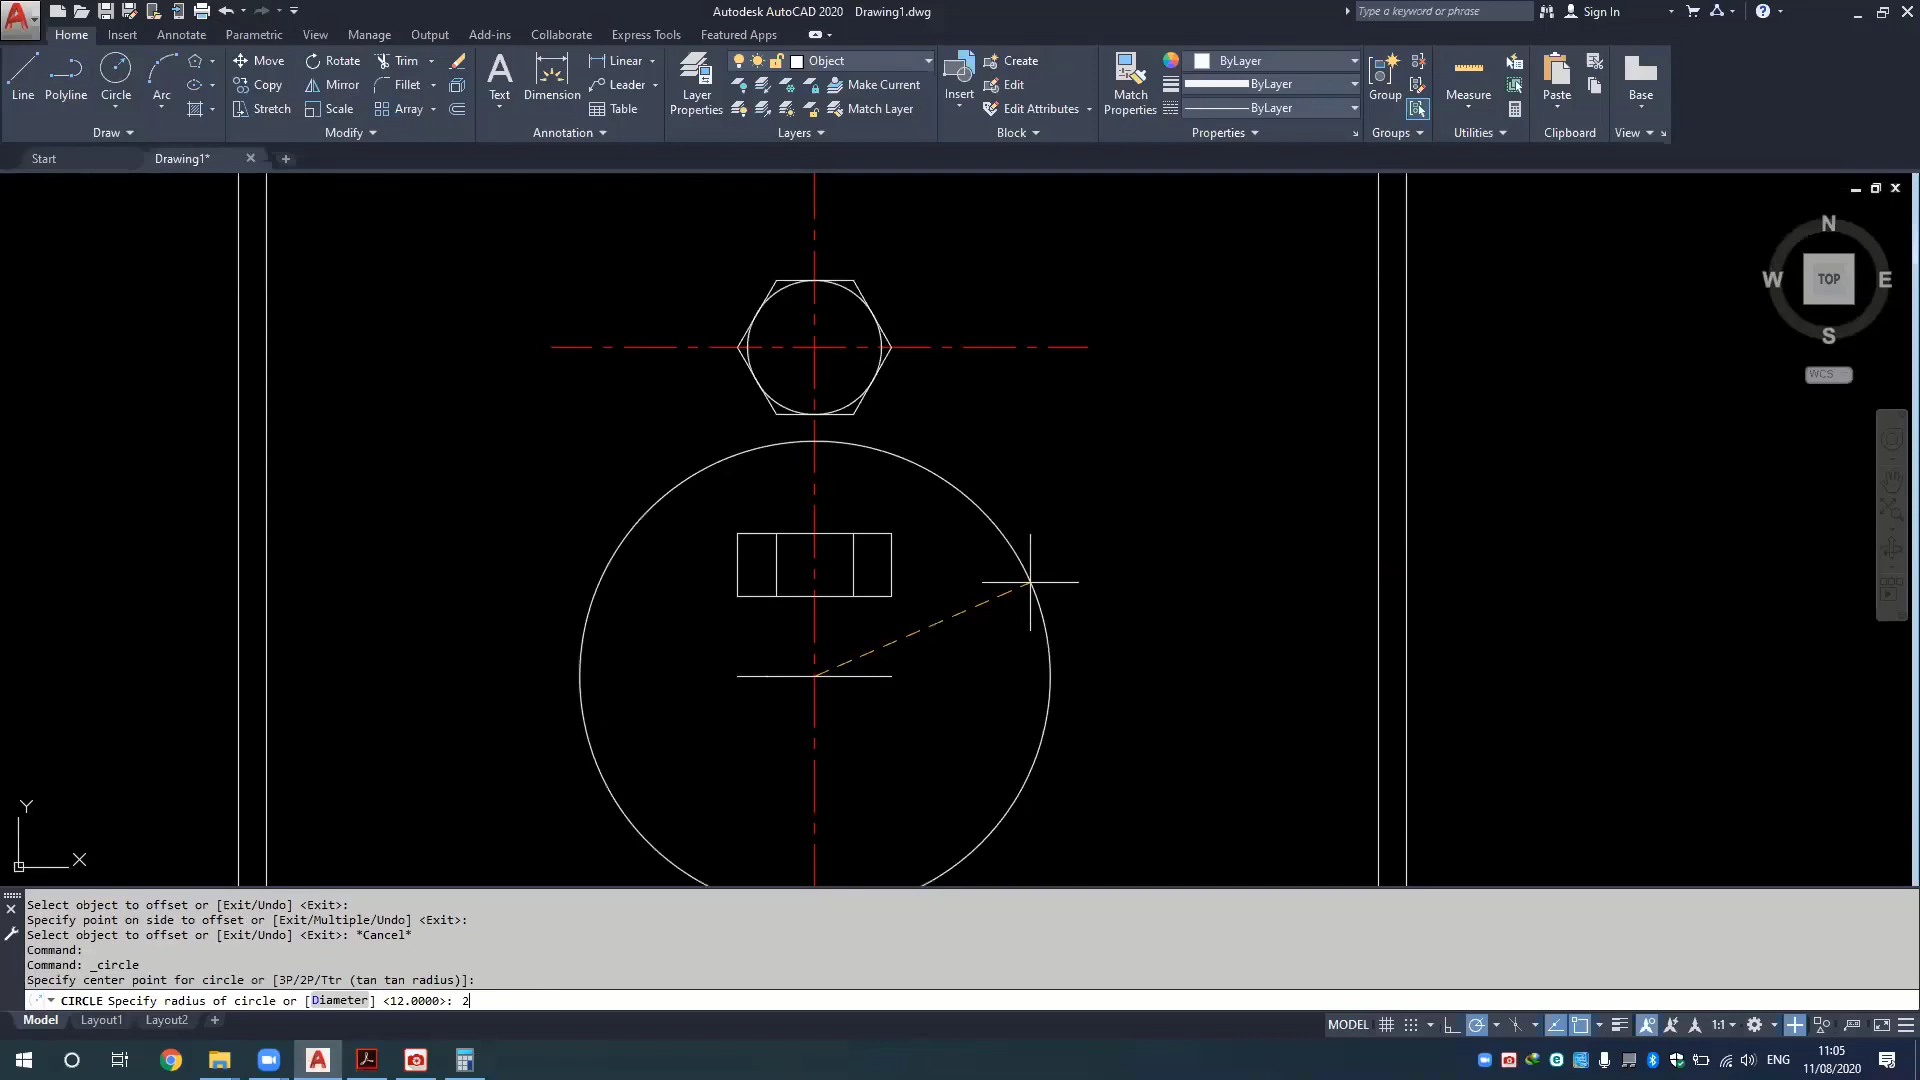 Autodesk AutoCAD 2020 Drawing1.dwg
Type a keyword or phrase
Sign In
Home Insert Annotate Parametric View Manage Output Add-ins Collaborate Express Tools Featured Apps
Line Polyline Circle Arc
Move Rotate Trim
Copy Mirror Fillet
Stretch Scale Array
Text Dimension
Linear
Leader
Table
Layer Properties
Object
Make Current
Match Layer
Insert
Create
Edit
Edit Attributes
Match Properties
ByLayer
ByLayer
ByLayer
Group
Measure
Paste
Base
Draw Modify Annotation Layers Block Properties Groups Utilities Clipboard View
Start Drawing1*
N
W TOP E
S
WCS
Y
X
Select object to offset or [Exit/Undo] <Exit>:
Specify point on side to offset or [Exit/Multiple/Undo] <Exit>:
Select object to offset or [Exit/Undo] <Exit>: *Cancel*
Command:
Command: _circle
Specify center point for circle or [3P/2P/Ttr (tan tan radius)]:
CIRCLE Specify radius of circle or [Diameter] <12.0000>: 2
Model Layout1 Layout2
MODEL 1:1
ENG 11:05
11/08/2020